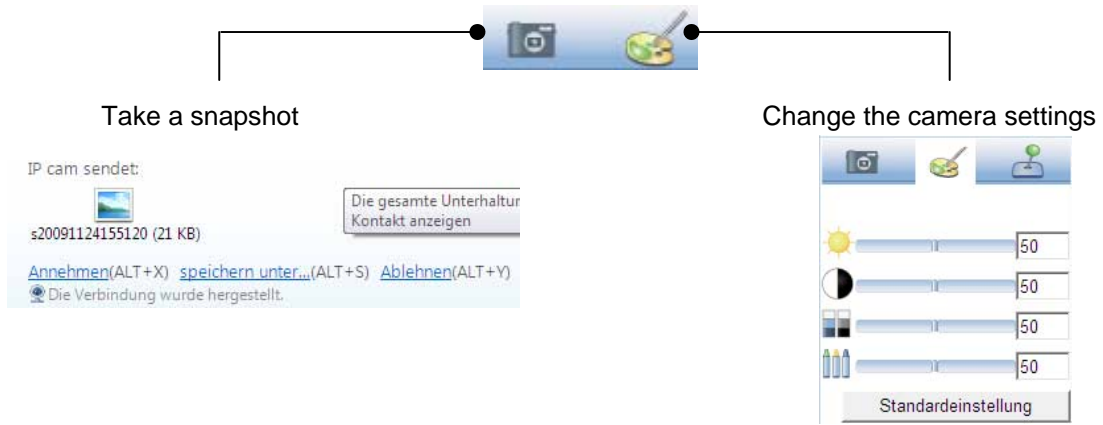 Take a snapshot
Change the camera settings
IP cam sendet:
Die gesamte Unterhaltur
Kontakt anzeigen
s20091124155120 (21 KB)
Annehmen(ALT+X) speichern unter...(ALT+S) Ablehnen(ALT+Y)
Die Verbindung wurde hergestellt.
50
50
50
50
Standardeinstellung